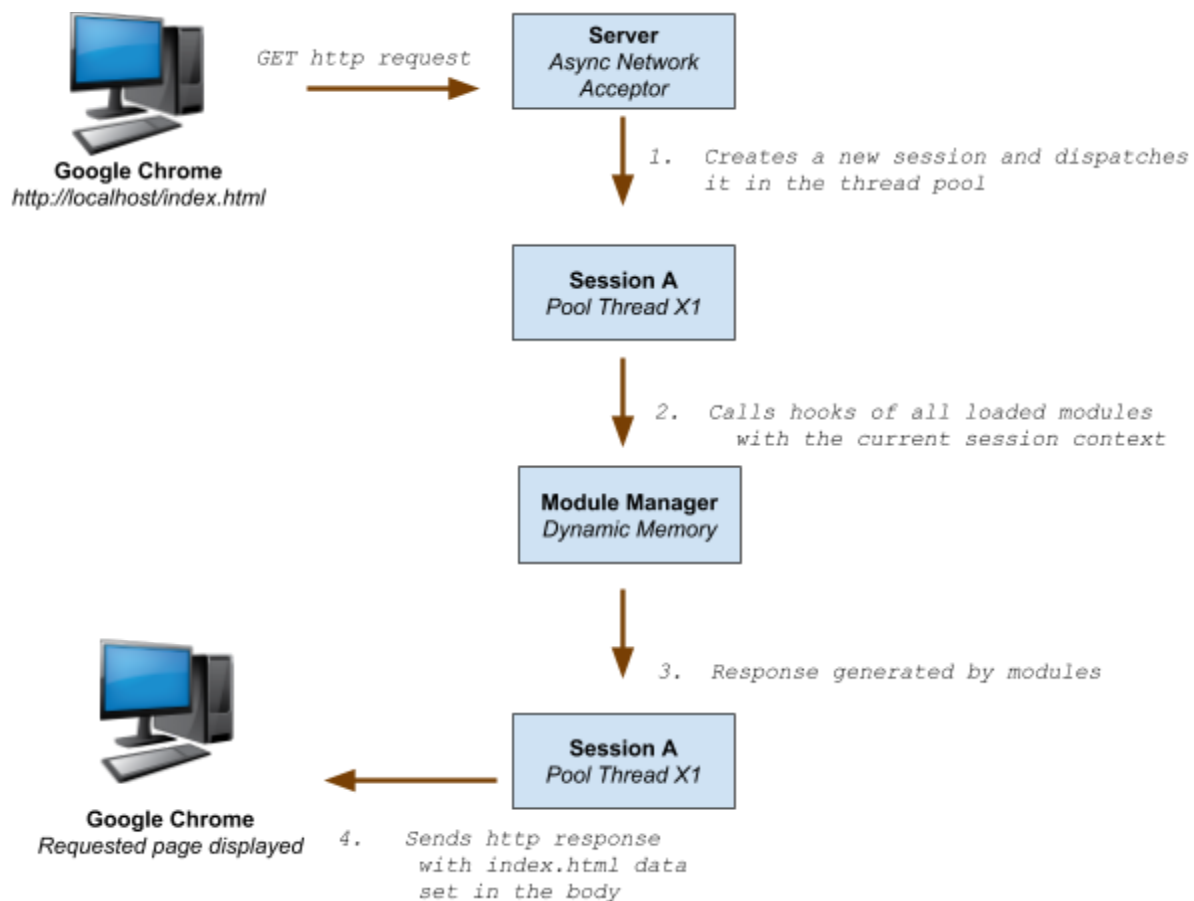 Server
Async Network
Acceptor
GET http request
Google Chrome
http://localhost/index.html
1. Creates a new session and dispatches
it in the thread pool
Session A
Pool Thread X1
2. Calls hooks of all loaded modules
with the current session context
Module Manager
Dynamic Memory
3. Response generated by modules
Session A
Pool Thread X1
Google Chrome
Requested page displayed
4. Sends http response
with index.html data
set in the body